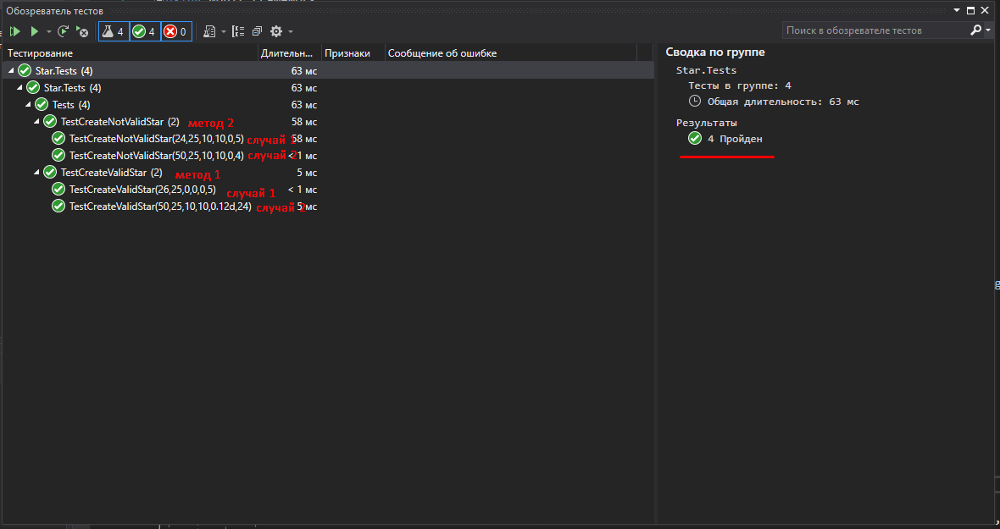 Обозреватель тестов
4 4 0 Поиск в обозревателе тестов
Тестирование Длительн... Признаки Сообщение об ошибке
Star.Tests (4) 63 мс
Star.Tests (4) 63 мс
Tests (4) 63 мс
TestCreateNotValidStar (2) метод 2 58 мс
TestCreateNotValidStar(24,25,10,10,0,5) случай 1 58 мс
TestCreateNotValidStar(50,25,10,10,0,4) случай 2 < 1 мс
TestCreateValidStar (2) метод 1 5 мс
TestCreateValidStar(26,25,0,0,0,5) случай 1 < 1 мс
TestCreateValidStar(50,25,10,10,0.12d,24) случай 2 5 мс
Сводка по группе
Star.Tests
Тесты в группе: 4
Общая длительность: 63 мс
Результаты
4 Пройден